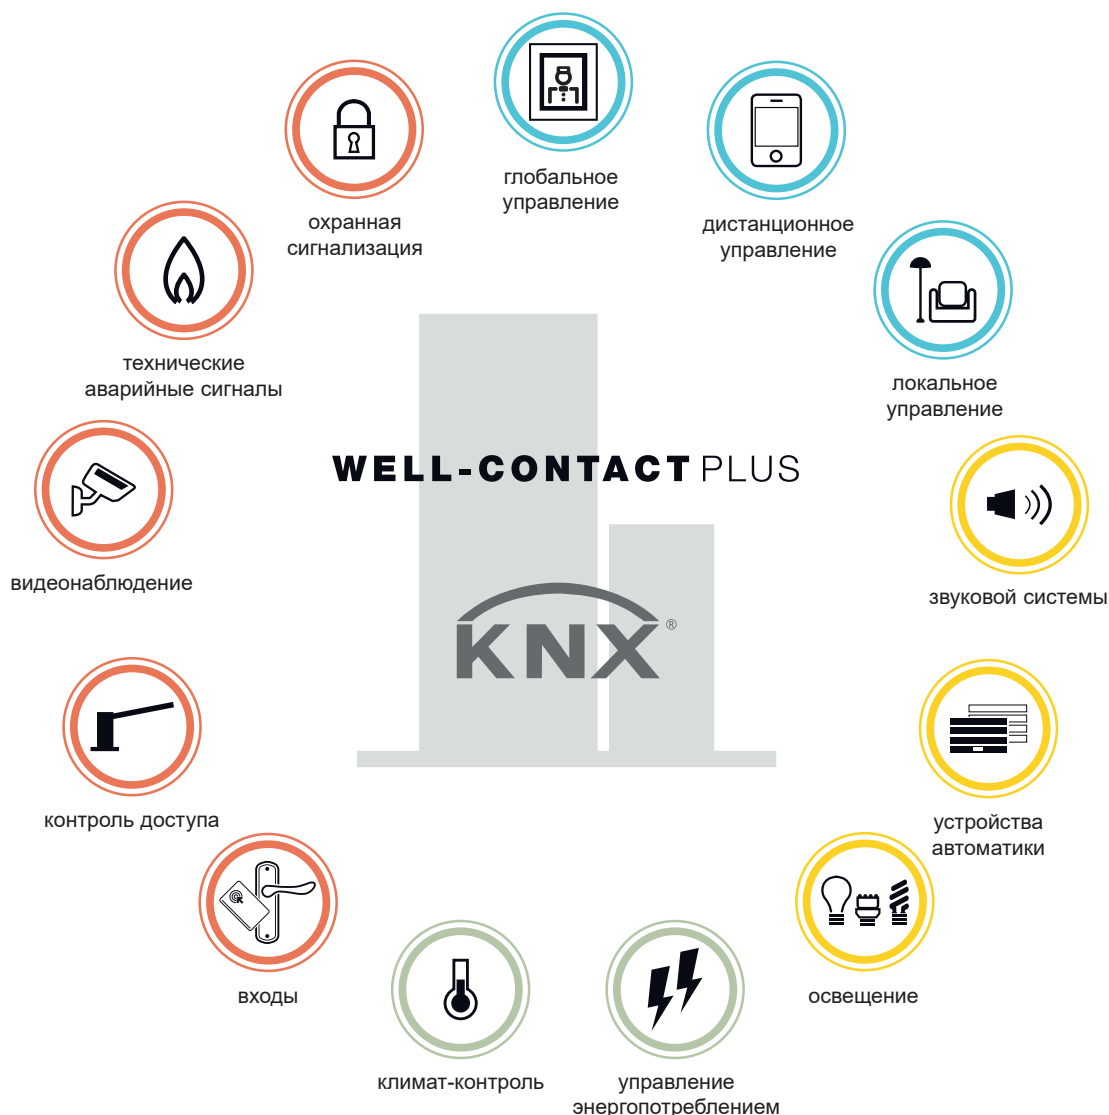 глобальное
управление
охранная
сигнализация
дистанционное
управление
технические
аварийные сигналы
локальное
управление
WELL-CONTACT PLUS
видеонаблюдение
звуковой системы
KNX®
контроль доступа
устройства
автоматики
входы
освещение
климат-контроль
управление
энергопотреблением